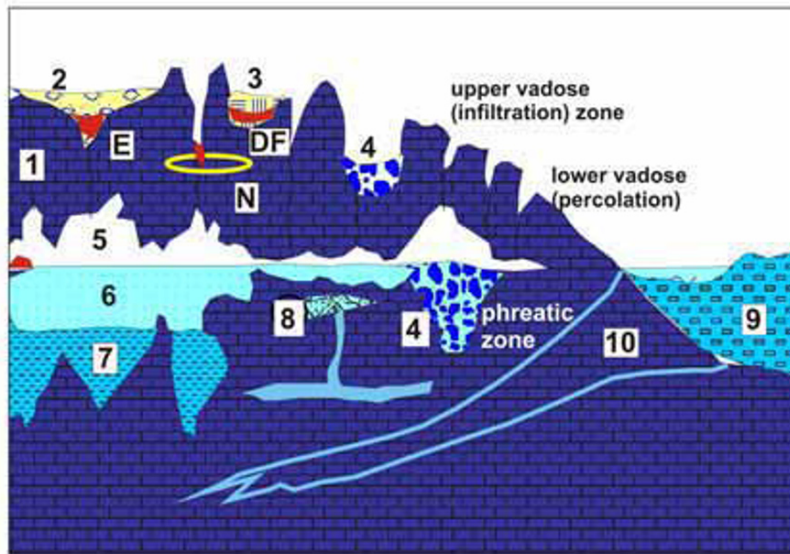 2
3
upper vadose
(infiltration) zone
E
DF
4
1
lower vadose
(percolation)
N
5
6
8
4
phreatic
zone
9
10
7